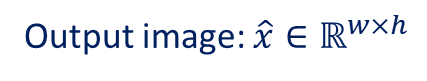 Output image: x̂ ∈ ℝ^{w×h}